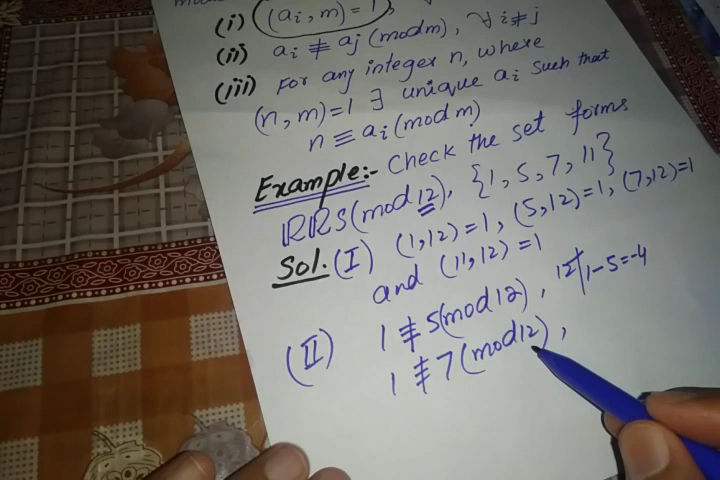 (i) (aᵢ, m) = 1,
(ii) aᵢ ≢ aⱼ (mod m), ∀ i ≠ j
(iii) For any integer n, where
(n, m) = 1 ∃ unique aᵢ such that
n ≡ aᵢ (mod m)
Example:- Check the set forms
RRS (mod 12), {1, 5, 7, 11}
Sol. (I) (1,12) = 1, (5,12) = 1, (7,12) = 1
and (11,12) = 1
(II) 1 ≢ 5 (mod 12), 12∤1-5=-4
1 ≢ 7 (mod 12),